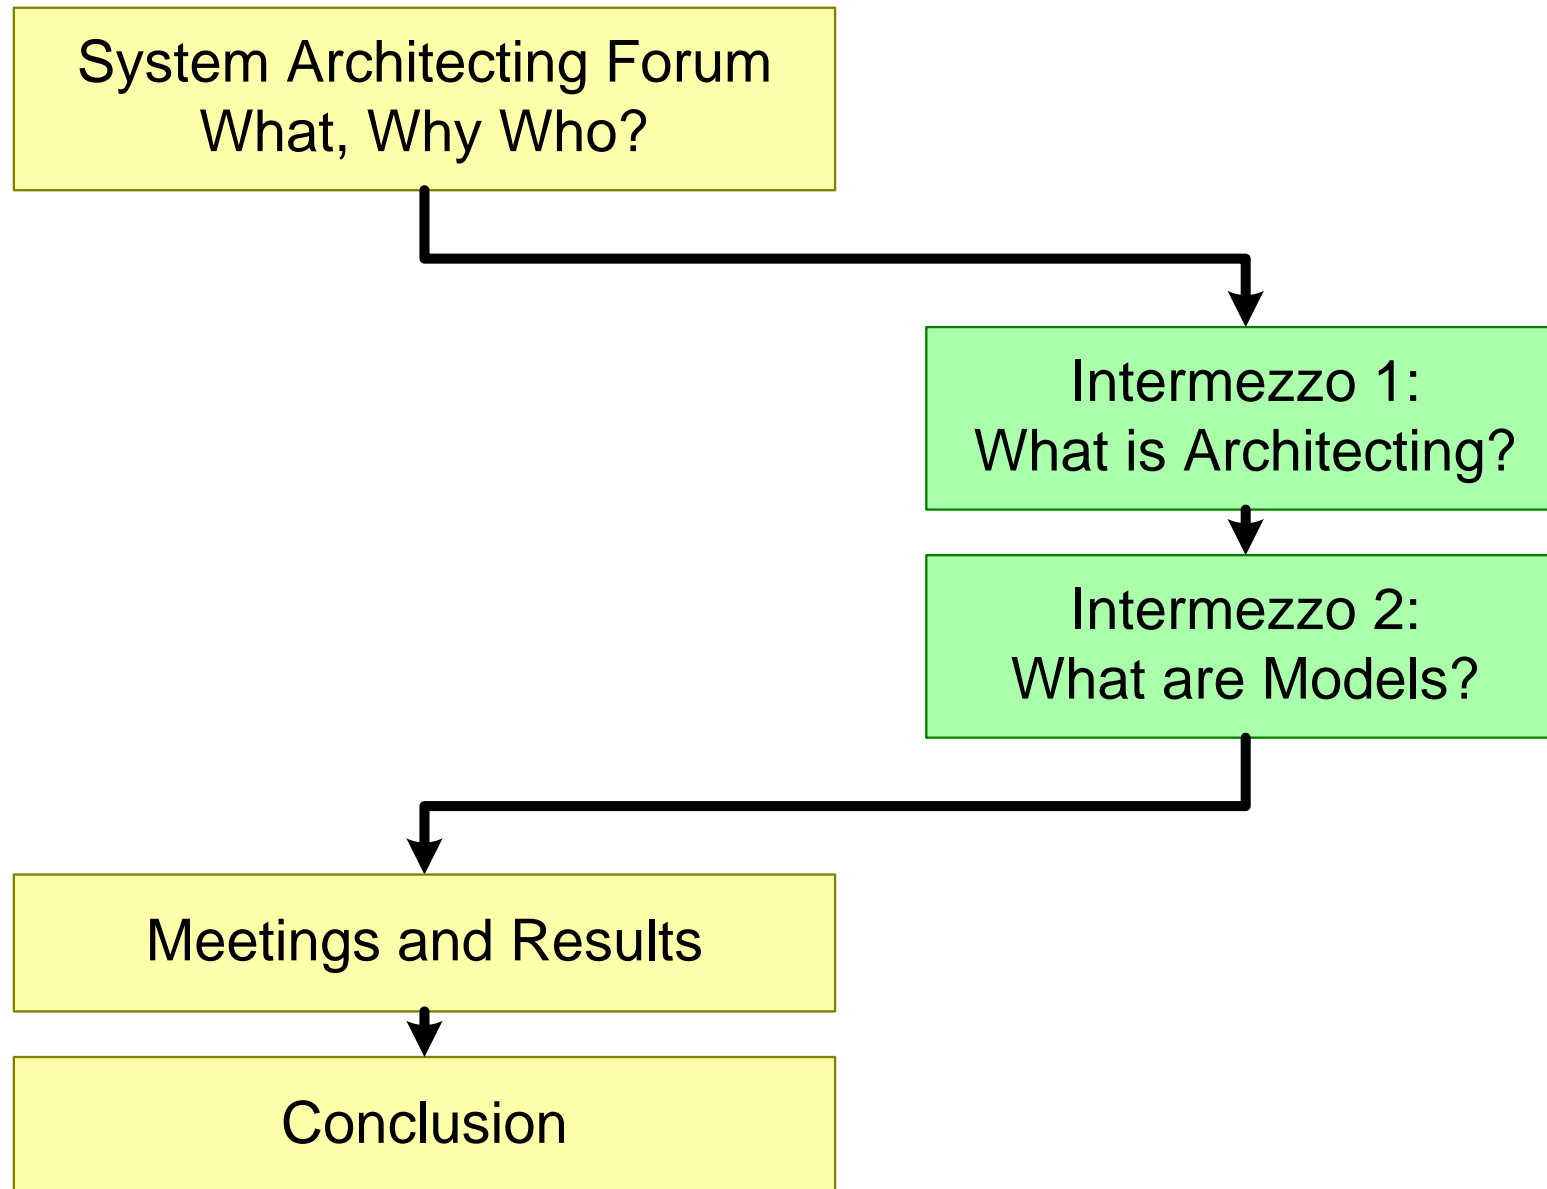 System Architecting Forum
What, Why Who?
Intermezzo 1:
What is Architecting?
Intermezzo 2:
What are Models?
Meetings and Results
Conclusion